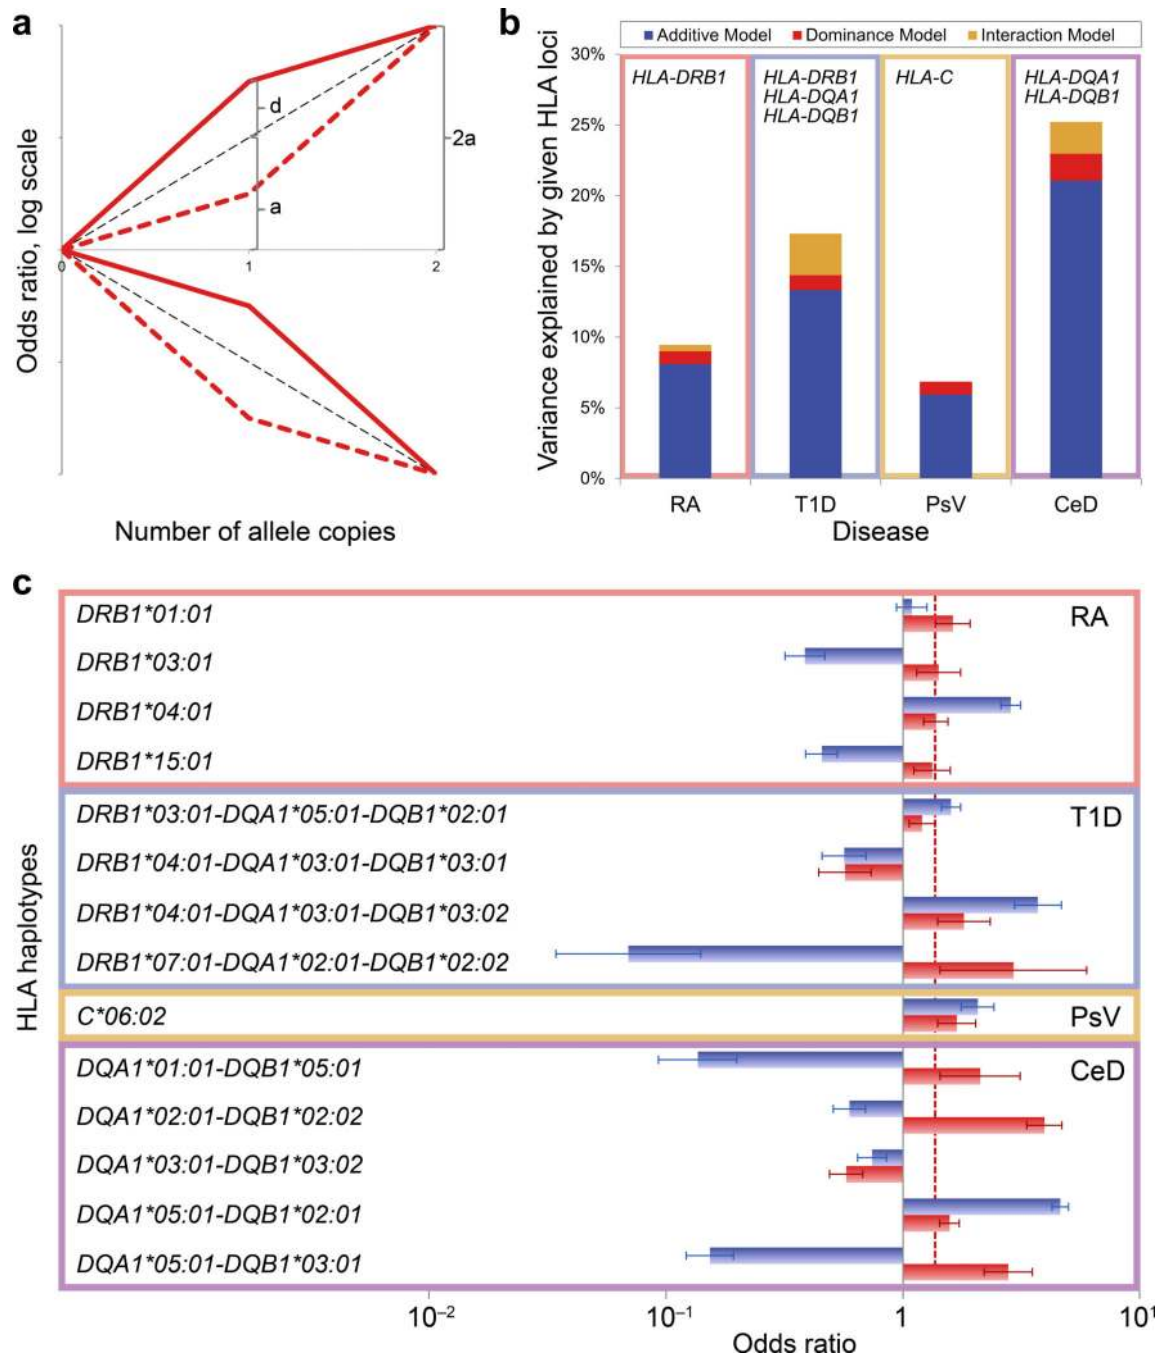 a
Odds ratio, log scale
d
a
2a
0
1
2
Number of allele copies
b
Additive Model
Dominance Model
Interaction Model
Variance explained by given HLA loci
30%
25%
20%
15%
10%
5%
0%
HLA-DRB1
HLA-DRB1
HLA-DQA1
HLA-DQB1
HLA-C
HLA-DQA1
HLA-DQB1
RA
T1D
PsV
CeD
Disease
c
HLA haplotypes
RA
DRB1*01:01
DRB1*03:01
DRB1*04:01
DRB1*15:01
T1D
DRB1*03:01-DQA1*05:01-DQB1*02:01
DRB1*04:01-DQA1*03:01-DQB1*03:01
DRB1*04:01-DQA1*03:01-DQB1*03:02
DRB1*07:01-DQA1*02:01-DQB1*02:02
PsV
C*06:02
CeD
DQA1*01:01-DQB1*05:01
DQA1*02:01-DQB1*02:02
DQA1*03:01-DQB1*03:02
DQA1*05:01-DQB1*02:01
DQA1*05:01-DQB1*03:01
10⁻²
10⁻¹
1
10¹
Odds ratio